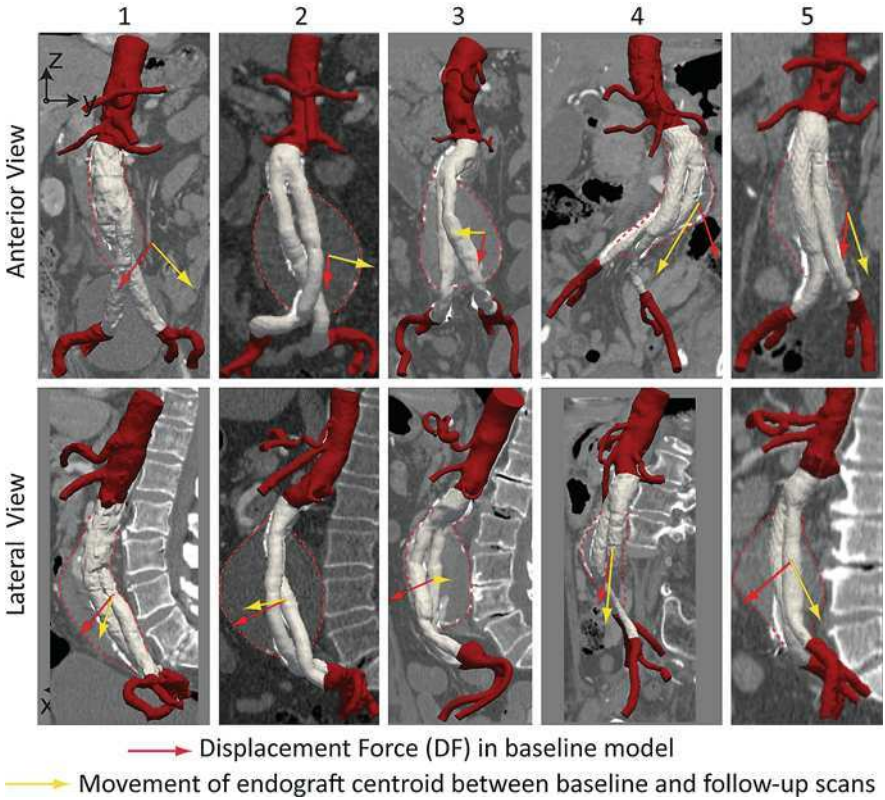 1 2 3 4 5
Anterior View
Z
y
Lateral View
x
Displacement Force (DF) in baseline model
Movement of endograft centroid between baseline and follow-up scans